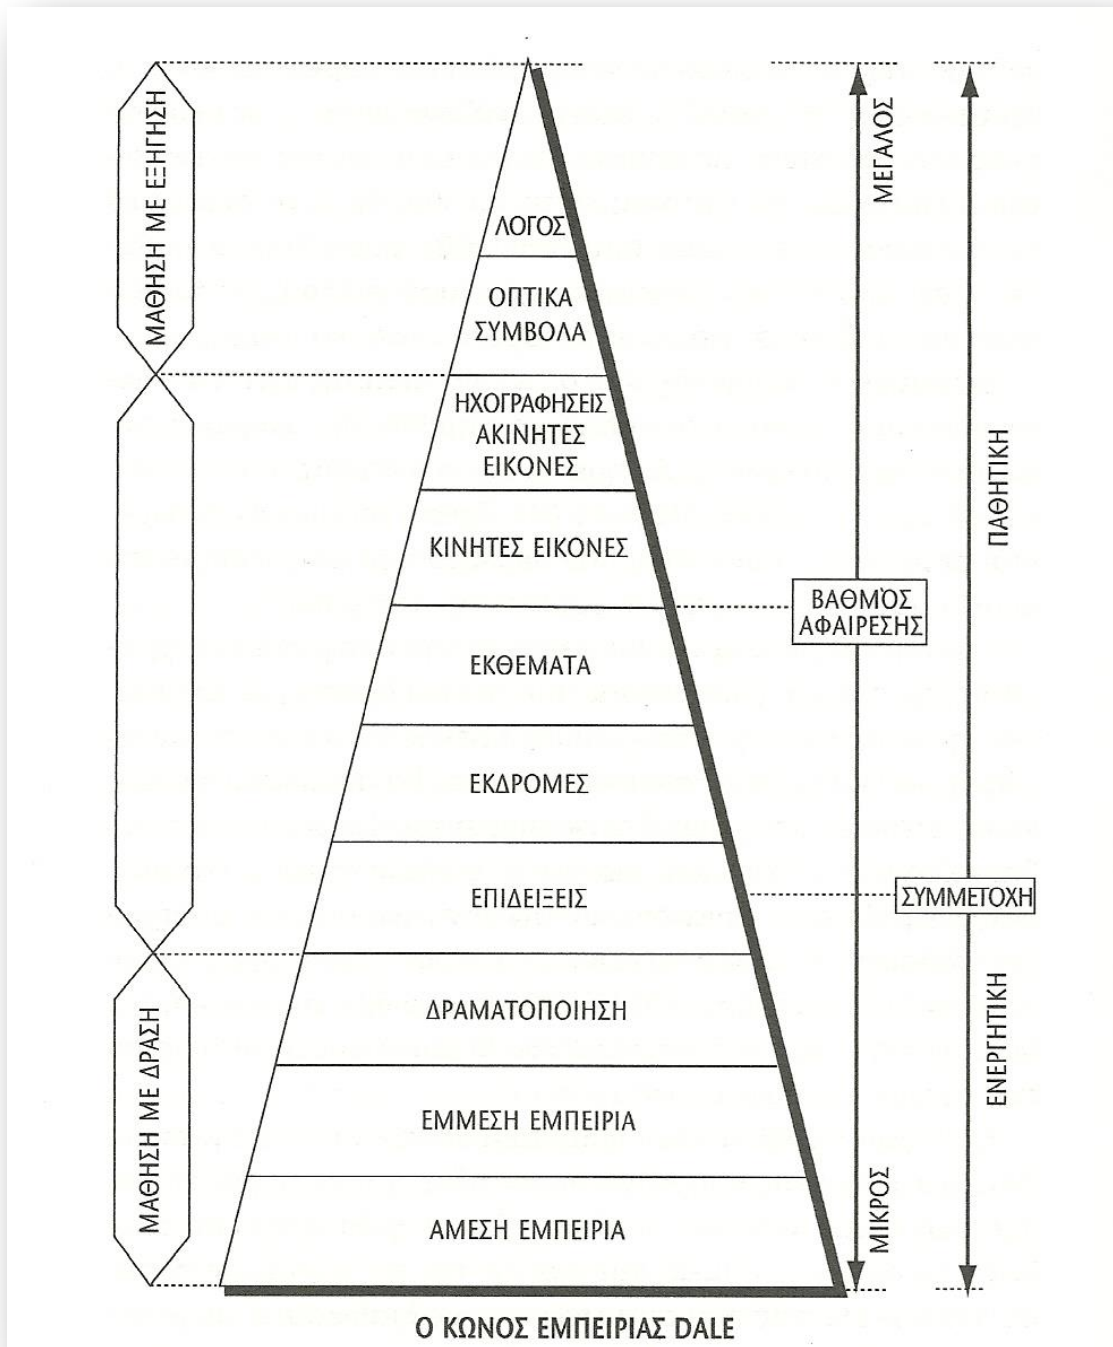 ΜΑΘΗΣΗ ΜΕ ΕΞΗΓΗΣΗ
ΜΑΘΗΣΗ ΜΕ ΔΡΑΣΗ
ΛΟΓΟΣ
ΟΠΤΙΚΑ
ΣΥΜΒΟΛΑ
ΗΧΟΓΡΑΦΗΣΕΙΣ
ΑΚΙΝΗΤΕΣ
ΕΙΚΟΝΕΣ
ΚΙΝΗΤΕΣ ΕΙΚΟΝΕΣ
ΕΚΘΕΜΑΤΑ
ΕΚΔΡΟΜΕΣ
ΕΠΙΔΕΙΞΕΙΣ
ΔΡΑΜΑΤΟΠΟΙΗΣΗ
ΕΜΜΕΣΗ ΕΜΠΕΙΡΙΑ
ΑΜΕΣΗ ΕΜΠΕΙΡΙΑ
ΜΕΓΑΛΟΣ
ΒΑΘΜΌΣ
ΑΦΑΙΡΕΣΗΣ
ΜΙΚΡΟΣ
ΠΑΘΗΤΙΚΗ
ΣΥΜΜΕΤΟΧΗ
ΕΝΕΡΓΗΤΙΚΗ
Ο ΚΩΝΟΣ ΕΜΠΕΙΡΙΑΣ DALE